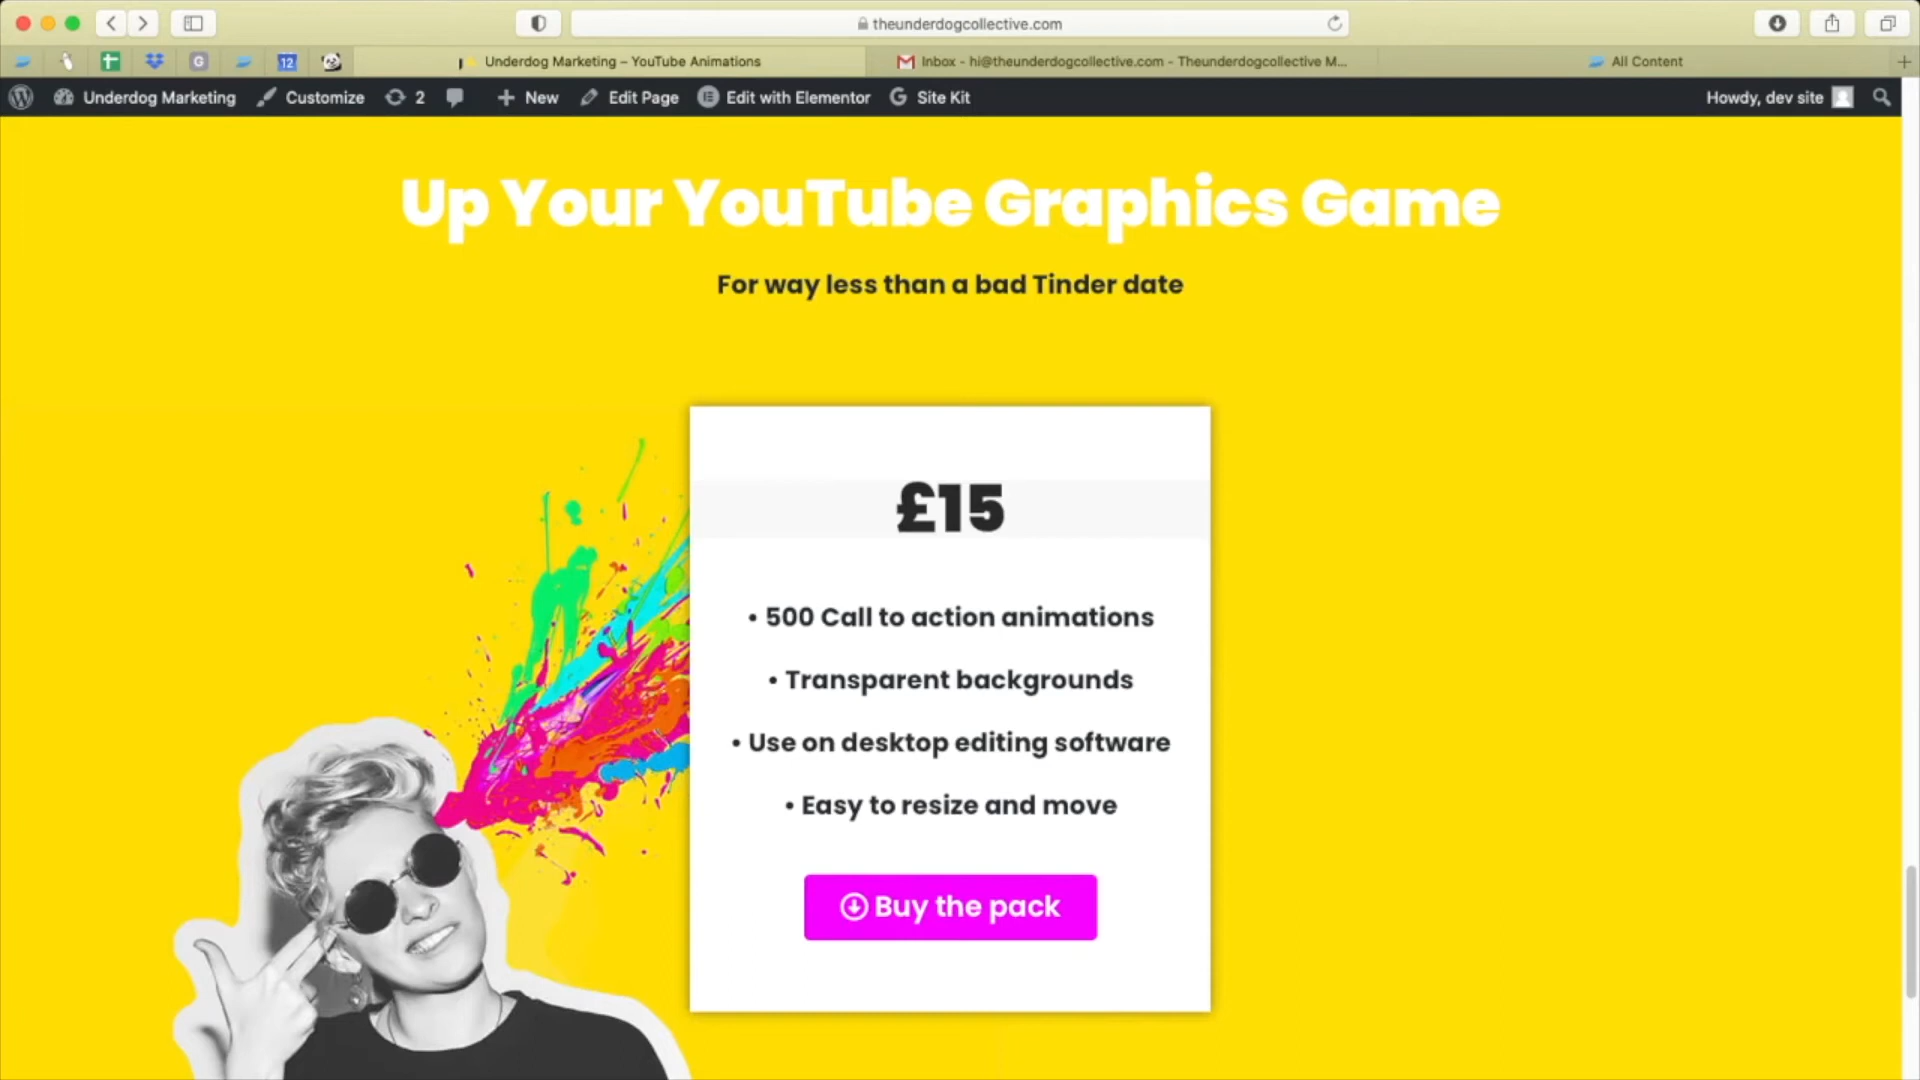 theunderdogcollective.com
G
12
Underdog Marketing – YouTube Animations
Inbox - hi@theunderdogcollective.com - Theunderdogcollective M...
All Content
Underdog Marketing
Customize
2
New
Edit Page
Edit with Elementor
G Site Kit
Howdy, dev site
Up Your YouTube Graphics Game
For way less than a bad Tinder date
£15
• 500 Call to action animations
• Transparent backgrounds
• Use on desktop editing software
• Easy to resize and move
Buy the pack